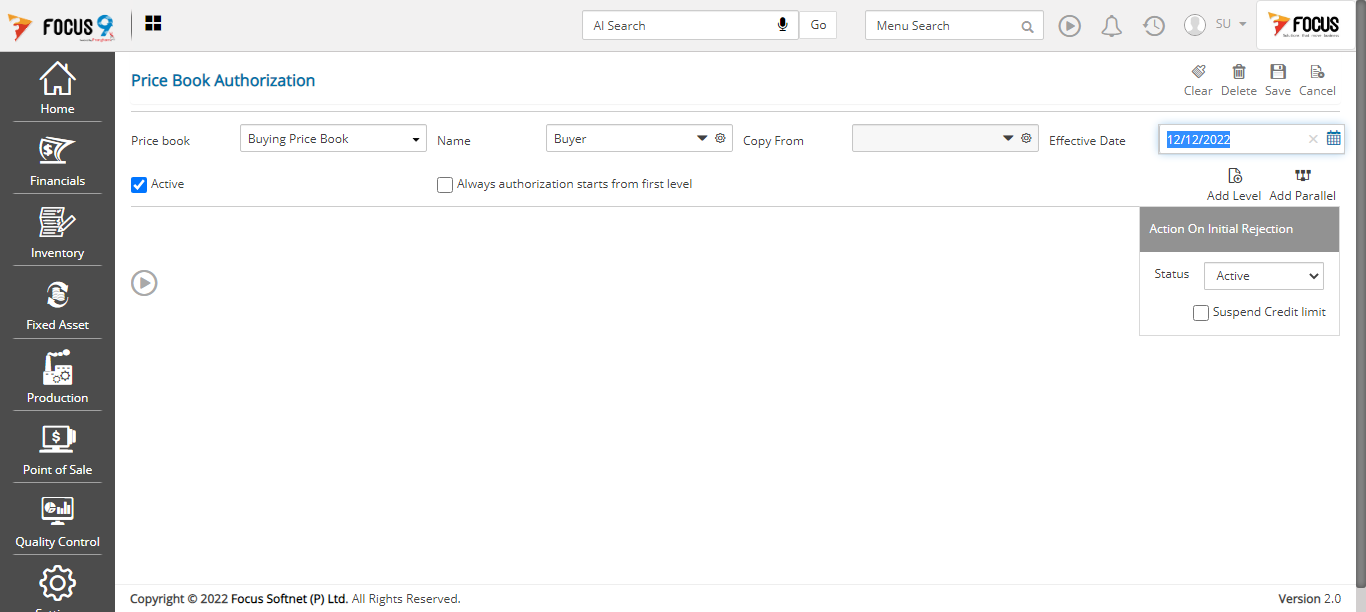 FOCUS 9 AI Search Go Menu Search SU FOCUS
Home
Financials
Inventory
Fixed Asset
Production
Point of Sale
Quality Control
Price Book Authorization
Clear Delete Save Cancel
Price book Buying Price Book Name Buyer Copy From Effective Date 12/12/2022
Active Always authorization starts from first level
Add Level Add Parallel
Action On Initial Rejection
Status Active
Suspend Credit limit
Copyright © 2022 Focus Softnet (P) Ltd. All Rights Reserved. Version 2.0